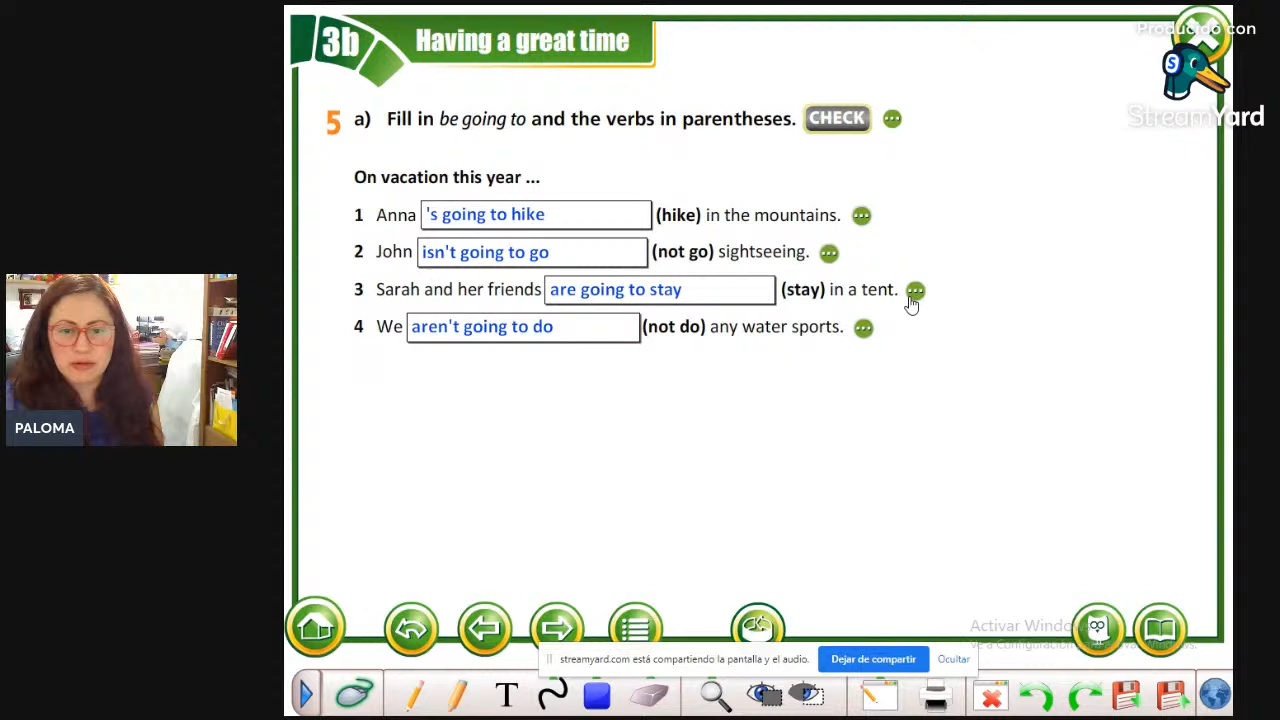 3b Having a great time
Producido con
S
StreamYard
5 a) Fill in be going to and the verbs in parentheses. CHECK
On vacation this year ...
1 Anna 's going to hike (hike) in the mountains.
2 John isn't going to go (not go) sightseeing.
3 Sarah and her friends are going to stay (stay) in a tent.
4 We aren't going to do (not do) any water sports.
PALOMA
Activar Windows
Ve a Configuración
streamyard.com está compartiendo la pantalla y el audio. Dejar de compartir Ocultar
T